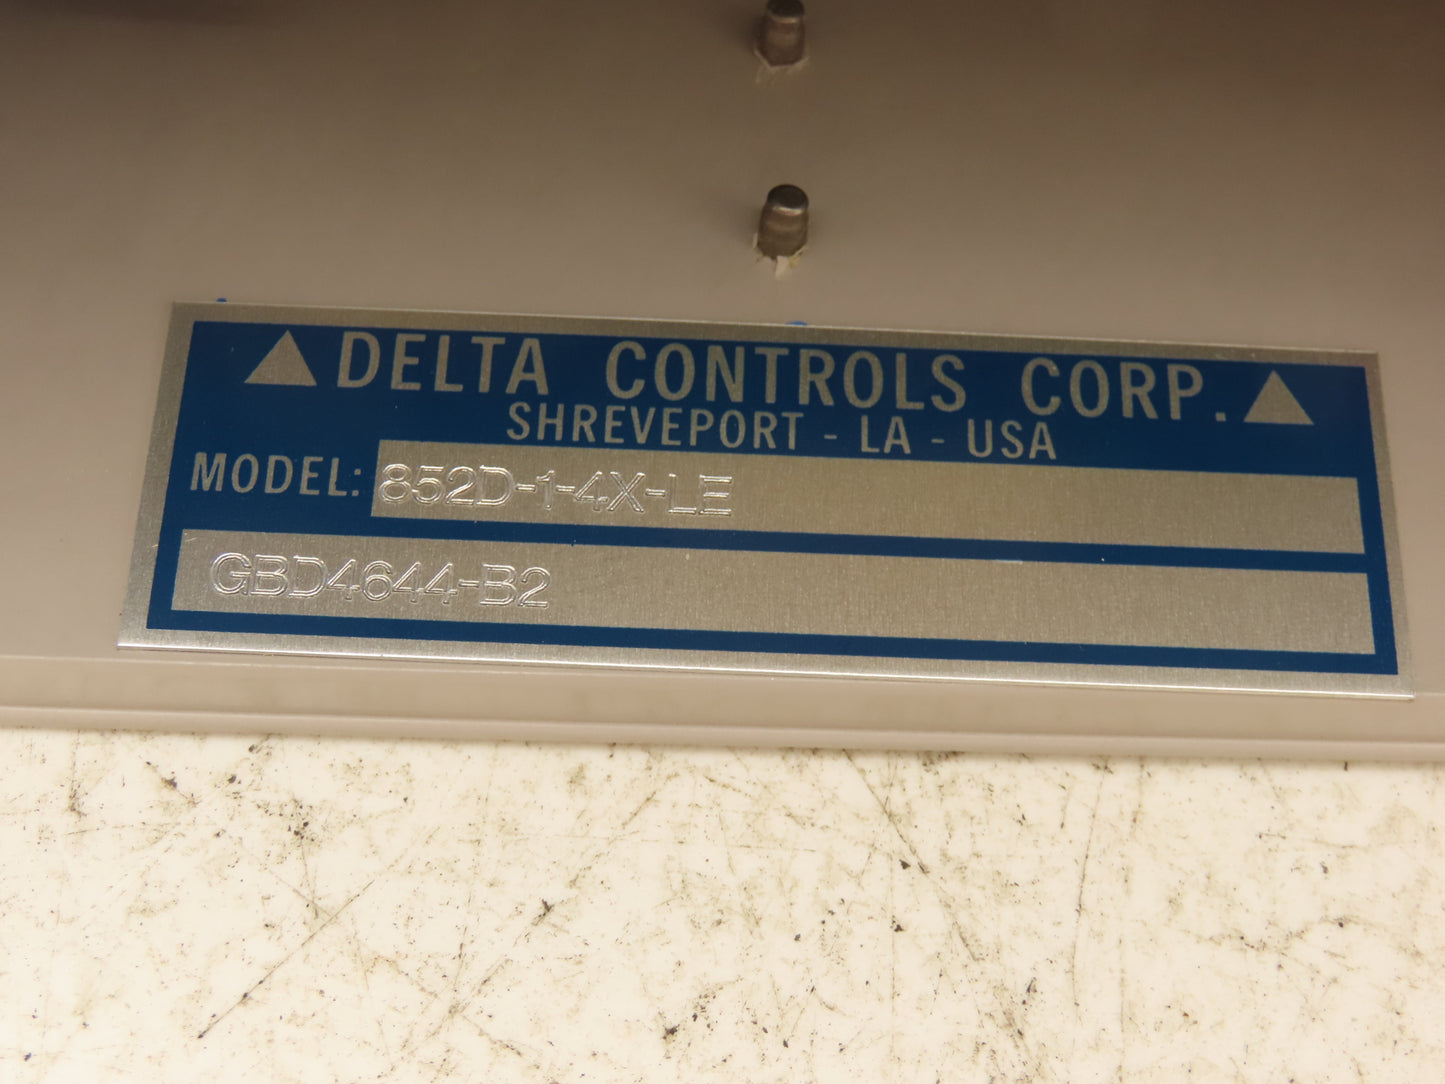 DELTA CONTROLS CORP.
SHREVEPORT - LA - USA
MODEL: 852D-1-4X-LE
GBD4644-B2